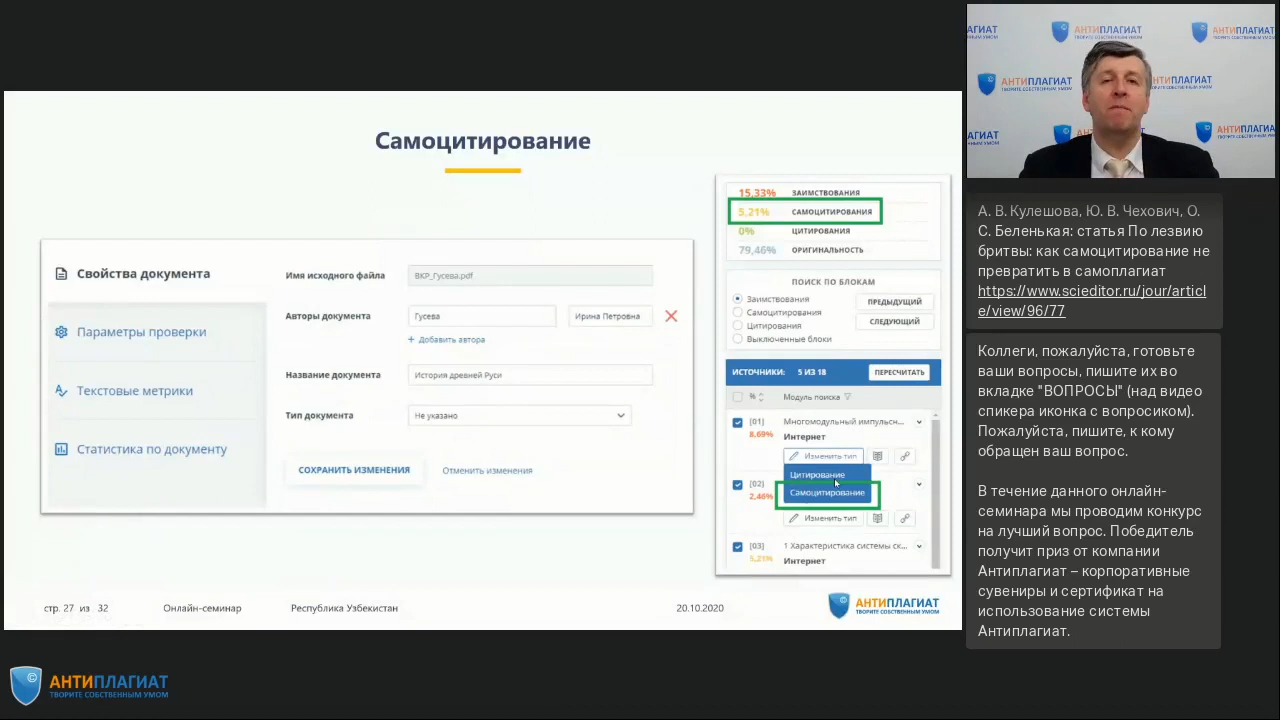 Самоцитирование
Свойства документа
Параметры проверки
Текстовые метрики
Статистика по документу
Имя исходного файла
ВКР_Гусева.pdf
Авторы документа
Гусева
Ирина Петровна
+ Добавить автора
Название документа
История древней Руси
Тип документа
Не указано
СОХРАНИТЬ ИЗМЕНЕНИЯ
Отменить изменения
15,33% ЗАИМСТВОВАНИЯ
5,21% САМОЦИТИРОВАНИЯ
0% ЦИТИРОВАНИЯ
79,46% ОРИГИНАЛЬНОСТЬ
ПОИСК ПО БЛОКАМ
Заимствования
Самоцитирования
Цитирования
Выключенные блоки
ПРЕДЫДУЩИЙ
СЛЕДУЮЩИЙ
ИСТОЧНИКИ: 5 ИЗ 18 ПЕРЕСЧИТАТЬ
% Модуль поиска
[01] Многомодульный импульсн...
8,69% Интернет
Изменить тип
Цитирование
Самоцитирование
[02]
2,46%
Изменить тип
[03] 1 Характеристика системы ск...
5,21% Интернет
стр. 27 из 32
Онлайн-семинар
Республика Узбекистан
20.10.2020
АНТИПЛАГИАТ
ТВОРИТЕ СОБСТВЕННЫМ УМОМ
АНТИПЛАГИАТ
ТВОРИТЕ СОБСТВЕННЫМ УМОМ
АНТИПЛАГИАТ
АНТИПЛАГИАТ
ТВОРИТЕ СОБСТВЕННЫМ УМОМ
А. В. Кулешова, Ю. В. Чехович, О.
С. Беленькая: статья По лезвию
бритвы: как самоцитирование не
превратить в самоплагиат
https://www.scieditor.ru/jour/articl
e/view/96/77
Коллеги, пожалуйста, готовьте
ваши вопросы, пишите их во
вкладке "ВОПРОСЫ" (над видео
спикера иконка с вопросиком).
Пожалуйста, пишите, к кому
обращен ваш вопрос.
В течение данного онлайн-
семинара мы проводим конкурс
на лучший вопрос. Победитель
получит приз от компании
Антиплагиат – корпоративные
сувениры и сертификат на
использование системы
Антиплагиат.